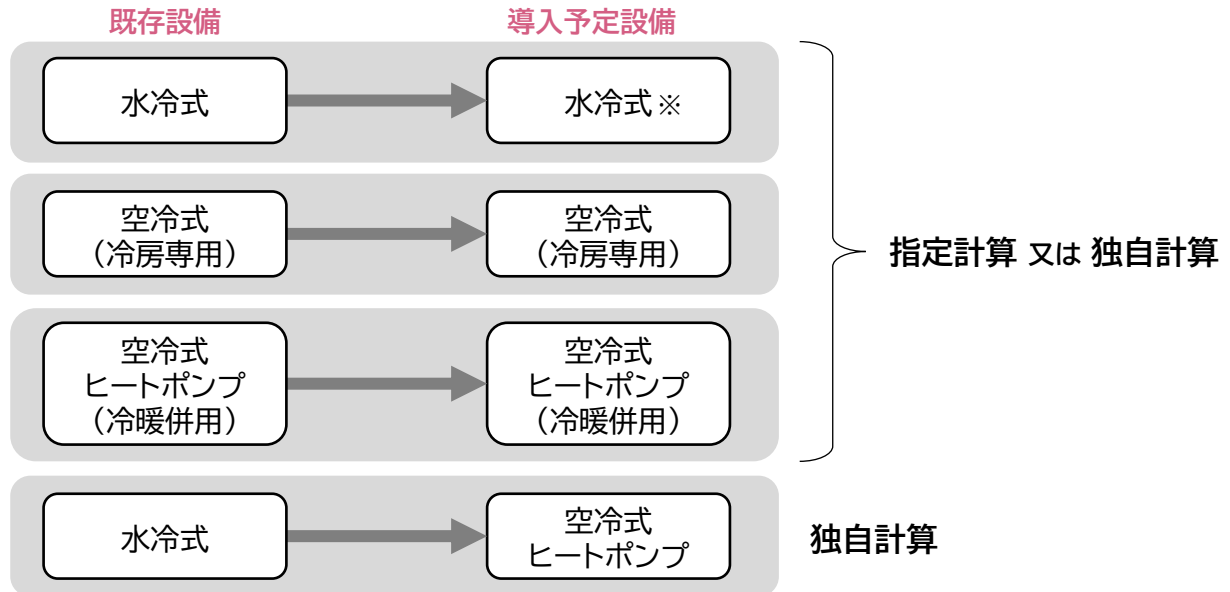 既存設備
導入予定設備
水冷式
水冷式※
空冷式
（冷房専用）
空冷式
（冷房専用）
空冷式
ヒートポンプ
（冷暖併用）
空冷式
ヒートポンプ
（冷暖併用）
指定計算 又は 独自計算
水冷式
空冷式
ヒートポンプ
独自計算